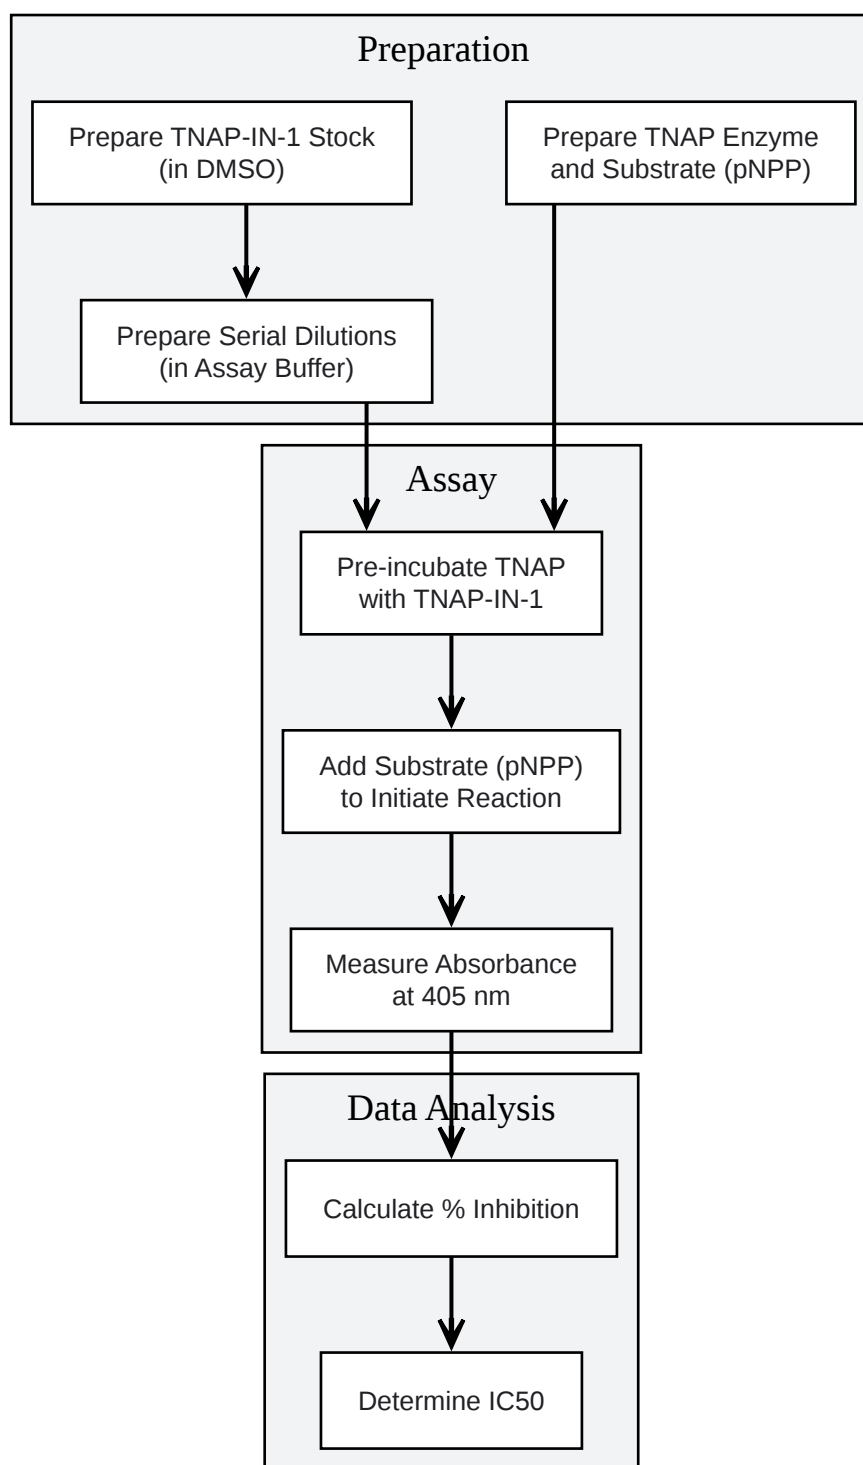 Preparation
Prepare TNAP-IN-1 Stock
(in DMSO)
Prepare TNAP Enzyme
and Substrate (pNPP)
Prepare Serial Dilutions
(in Assay Buffer)
Assay
Pre-incubate TNAP
with TNAP-IN-1
Add Substrate (pNPP)
to Initiate Reaction
Measure Absorbance
at 405 nm
Data Analysis
Calculate % Inhibition
Determine IC50